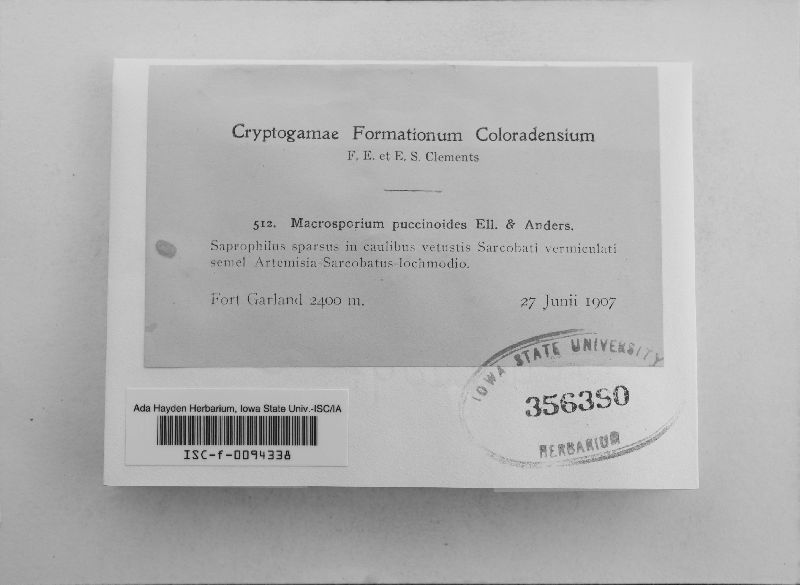 Cryptogamae Formationum Coloradensium
F. E. et E. S. Clements
512. Macrosporium puccinoides Ell. & Anders.
Saprophilus sparsus in caulibus vetustis Sarcobati vermiculati
semel Artemisia-Sarcobatus-lochmodio.
Fort Garland 2400 m. 27 Junii 1907
IOWA STATE UNIVERSITY
356380
HERBARIUM
Ada Hayden Herbarium, Iowa State Univ.-ISC/IA
ISC-f-0094338